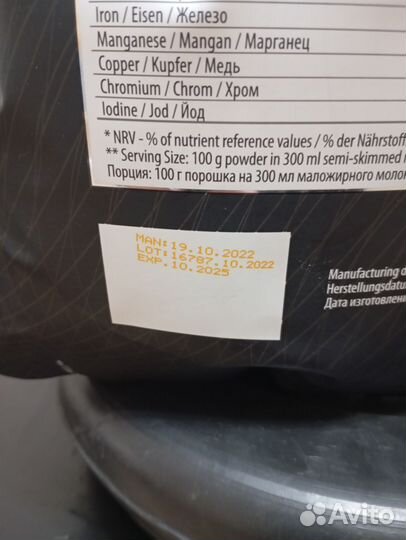 Iron / Eisen / Железо
Manganese / Mangan / Марганец
Copper / Kupfer / Медь
Chromium / Chrom / Хром
Iodine / Jod / Йод
* NRV - % of nutrient reference values / % der Nährstoff
** Serving Size: 100 g powder in 300 ml semi-skimmed
Порция: 100 г порошка на 300 мл маложирного моло
MAN:19.10.2022
LOT:16787.10.2022
EXP.10.2025
Manufacturing d
Herstellungsdatu
Дата изготовлени
Avito